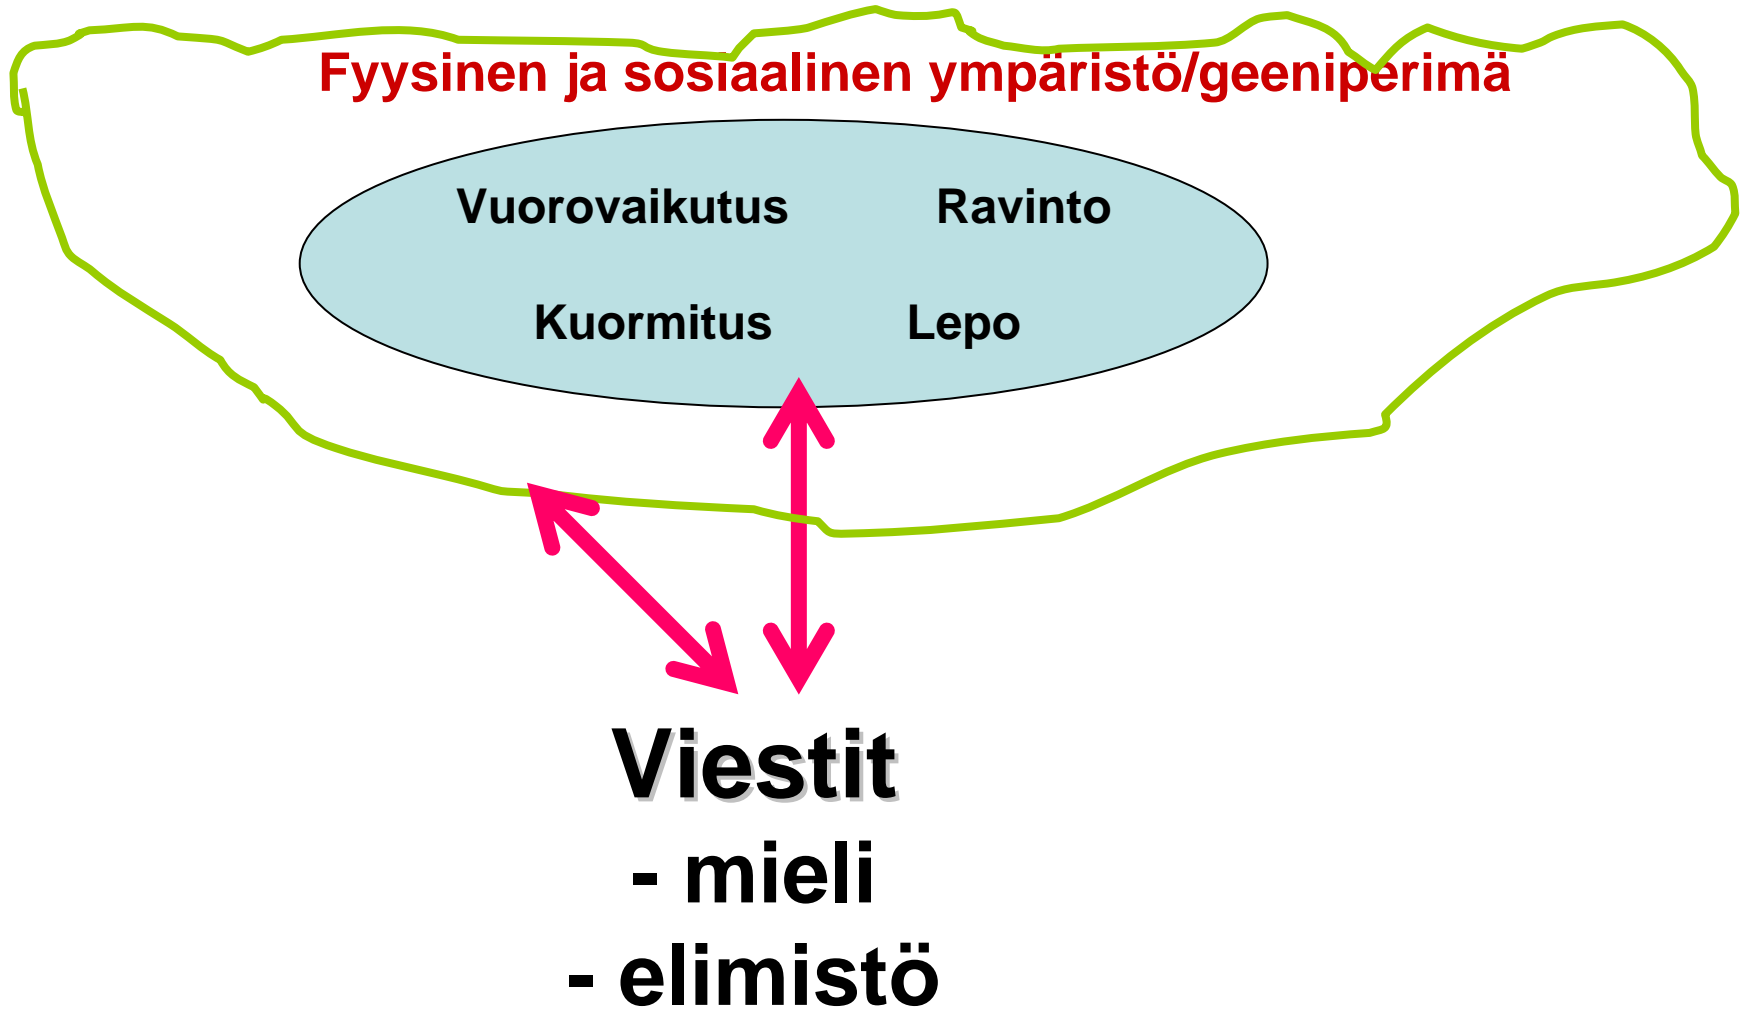 Fyysinen ja sosiaalinen ympäristö/geeniperimä
Vuorovaikutus Ravinto
Kuormitus Lepo
Viestit
- mieli
- elimistö